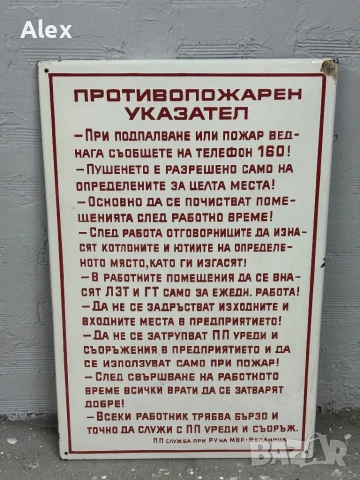 Alex
ПРОТИВОПОЖАРЕН
УКАЗАТЕЛ
–ПРИ ПОДПАЛВАНЕ ИЛИ ПОЖАР ВЕД-
НАГА СЪОБЩЕТЕ НА ТЕЛЕФОН 160!
–ПУШЕНЕТО Е РАЗРЕШЕНО САМО НА
ОПРЕДЕЛЕНИТЕ ЗА ЦЕЛТА МЕСТА!
–ОСНОВНО ДА СЕ ПОЧИСТВАТ ПОМЕ-
ЩЕНИЯТА СЛЕД РАБОТНО ВРЕМЕ!
–СЛЕД РАБОТА ОТГОВОРНИЦИТЕ ДА ИЗНА-
СЯТ КОТЛОНИТЕ И ЮТИИТЕ НА ОПРЕДЕЛЕ-
НОТО МЯСТО,КАТО ГИ ИЗГАСЯТ!
–В РАБОТНИТЕ ПОМЕЩЕНИЯ ДА СЕ ВНА-
СЯТ ЛЗТ И ГТ САМО ЗА ЕЖЕДН. РАБОТА!
–ДА НЕ СЕ ЗАДРЪСТВАТ ИЗХОДНИТЕ И
ВХОДНИТЕ МЕСТА В ПРЕДПРИЯТИЕТО!
–ДА НЕ СЕ ЗАТРУПВАТ ПП УРЕДИ И
СЪОРЪЖЕНИЯ В ПРЕДПРИЯТИЕТО И ДА
СЕ ИЗПОЛЗУВАТ САМО ПРИ ПОЖАР!
–СЛЕД СВЪРШВАНЕ НА РАБОТНОТО
ВРЕМЕ ВСИЧКИ ВРАТИ ДА СЕ ЗАТВАРЯТ
ДОБРЕ!
–ВСЕКИ РАБОТНИК ТРЯБВА БЪРЗО И
ТОЧНО ДА СЛУЖИ С ПП УРЕДИ И СЪОРЪЖ.
ПП СЛУЖБА ПРИ РУ НА МВР-
BAZAR